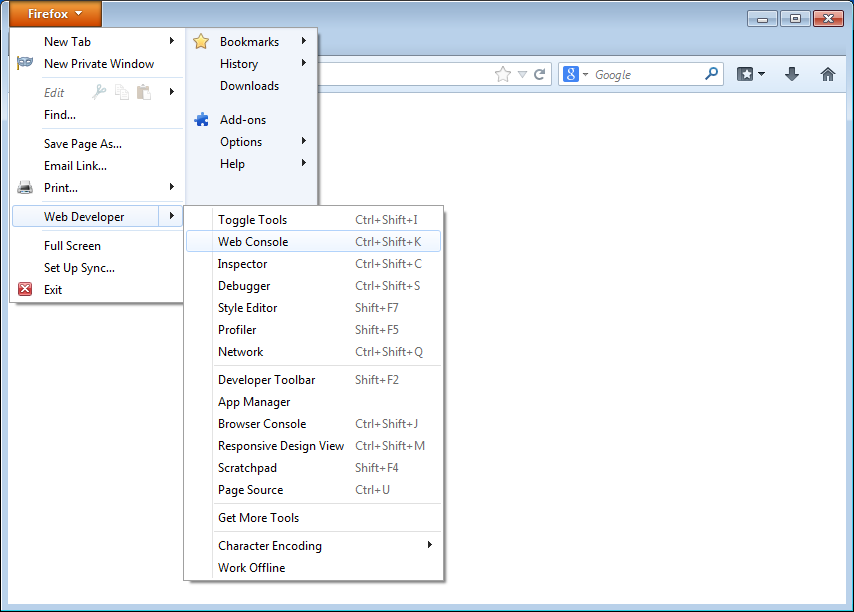 Firefox
New Tab
New Private Window
Edit
Find...
Save Page As...
Email Link...
Print...
Web Developer
Full Screen
Set Up Sync...
Exit
Bookmarks
History
Downloads
Add-ons
Options
Help
8 Google
Toggle Tools Ctrl+Shift+I
Web Console Ctrl+Shift+K
Inspector Ctrl+Shift+C
Debugger Ctrl+Shift+S
Style Editor Shift+F7
Profiler Shift+F5
Network Ctrl+Shift+Q
Developer Toolbar Shift+F2
App Manager
Browser Console Ctrl+Shift+J
Responsive Design View Ctrl+Shift+M
Scratchpad Shift+F4
Page Source Ctrl+U
Get More Tools
Character Encoding
Work Offline